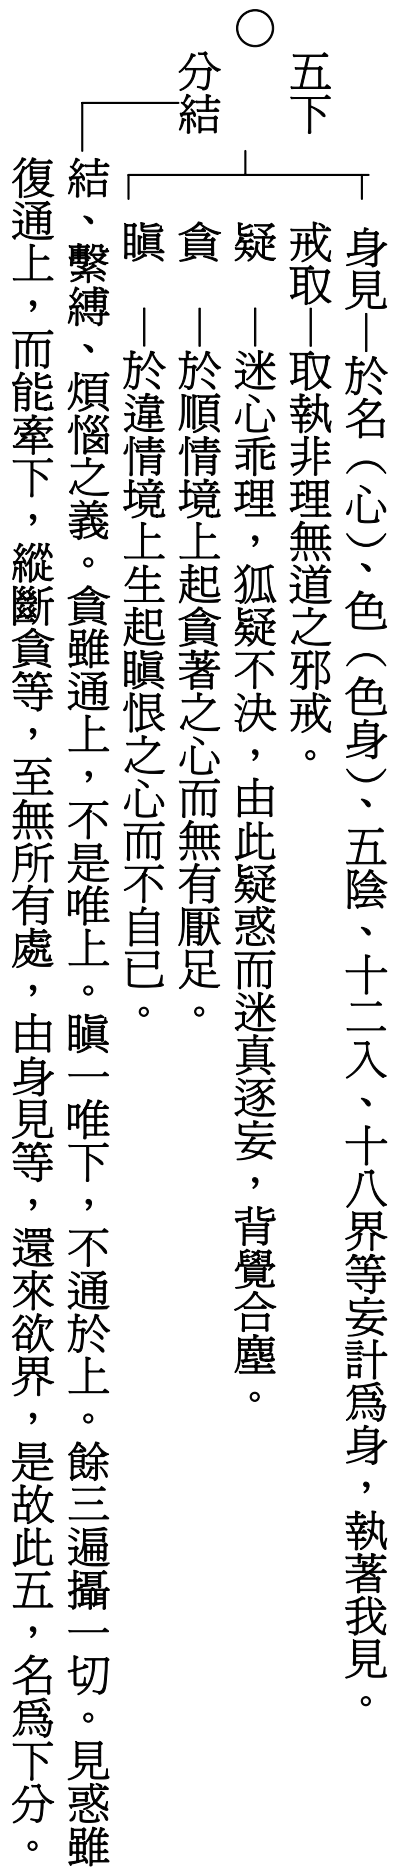 ○
五下
分結
身見—於名（心）、色（色身）、五陰、十二入、十八界等妄計爲身，執著我見。
戒取—取執非理無道之邪戒。
疑　—迷心乖理，狐疑不決，由此疑惑而迷真逐妄，背覺合塵。
貪　—於順情境上起貪著之心而無有厭足。
瞋　—於違情境上生起瞋恨之心而不自已。
結、繫縛、煩惱之義。貪雖通上，不是唯上。瞋一唯下，不通於上。餘三遍攝一切。見惑雖
復通上，而能牽下，縱斷貪等，至無所有處，由身見等，還來欲界，是故此五，名爲下分。